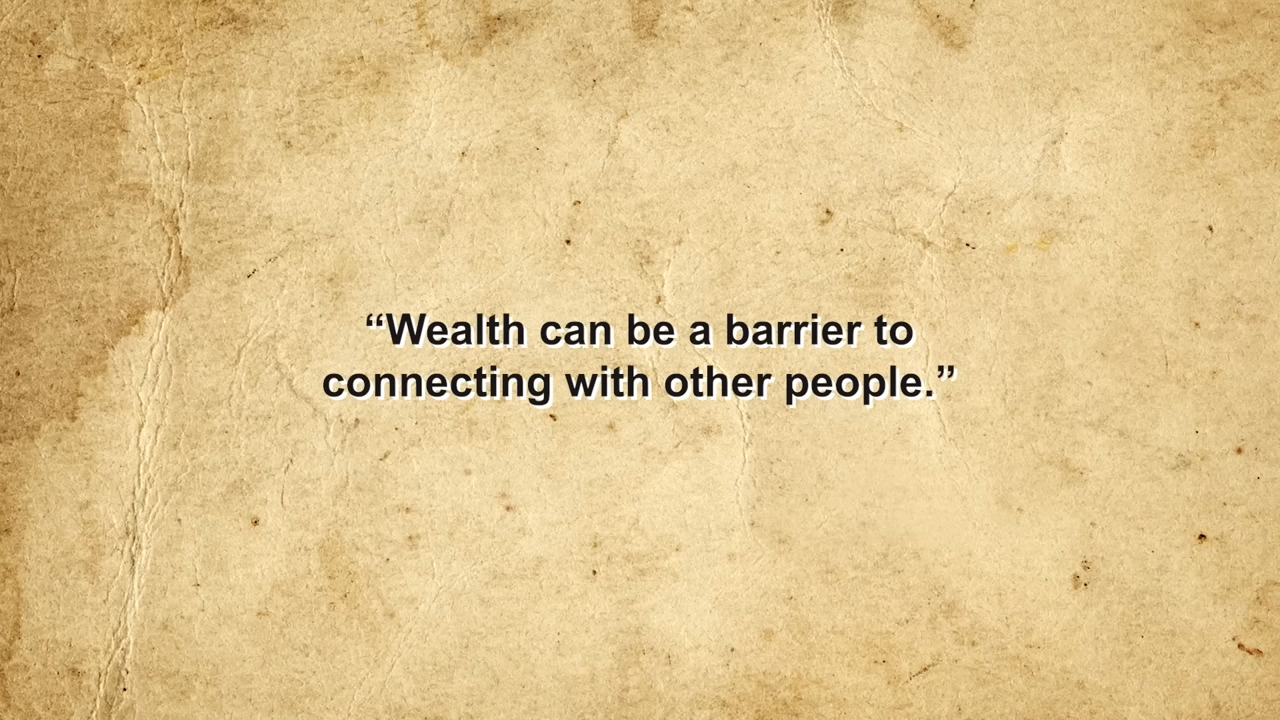 “Wealth can be a barrier to
connecting with other people.”